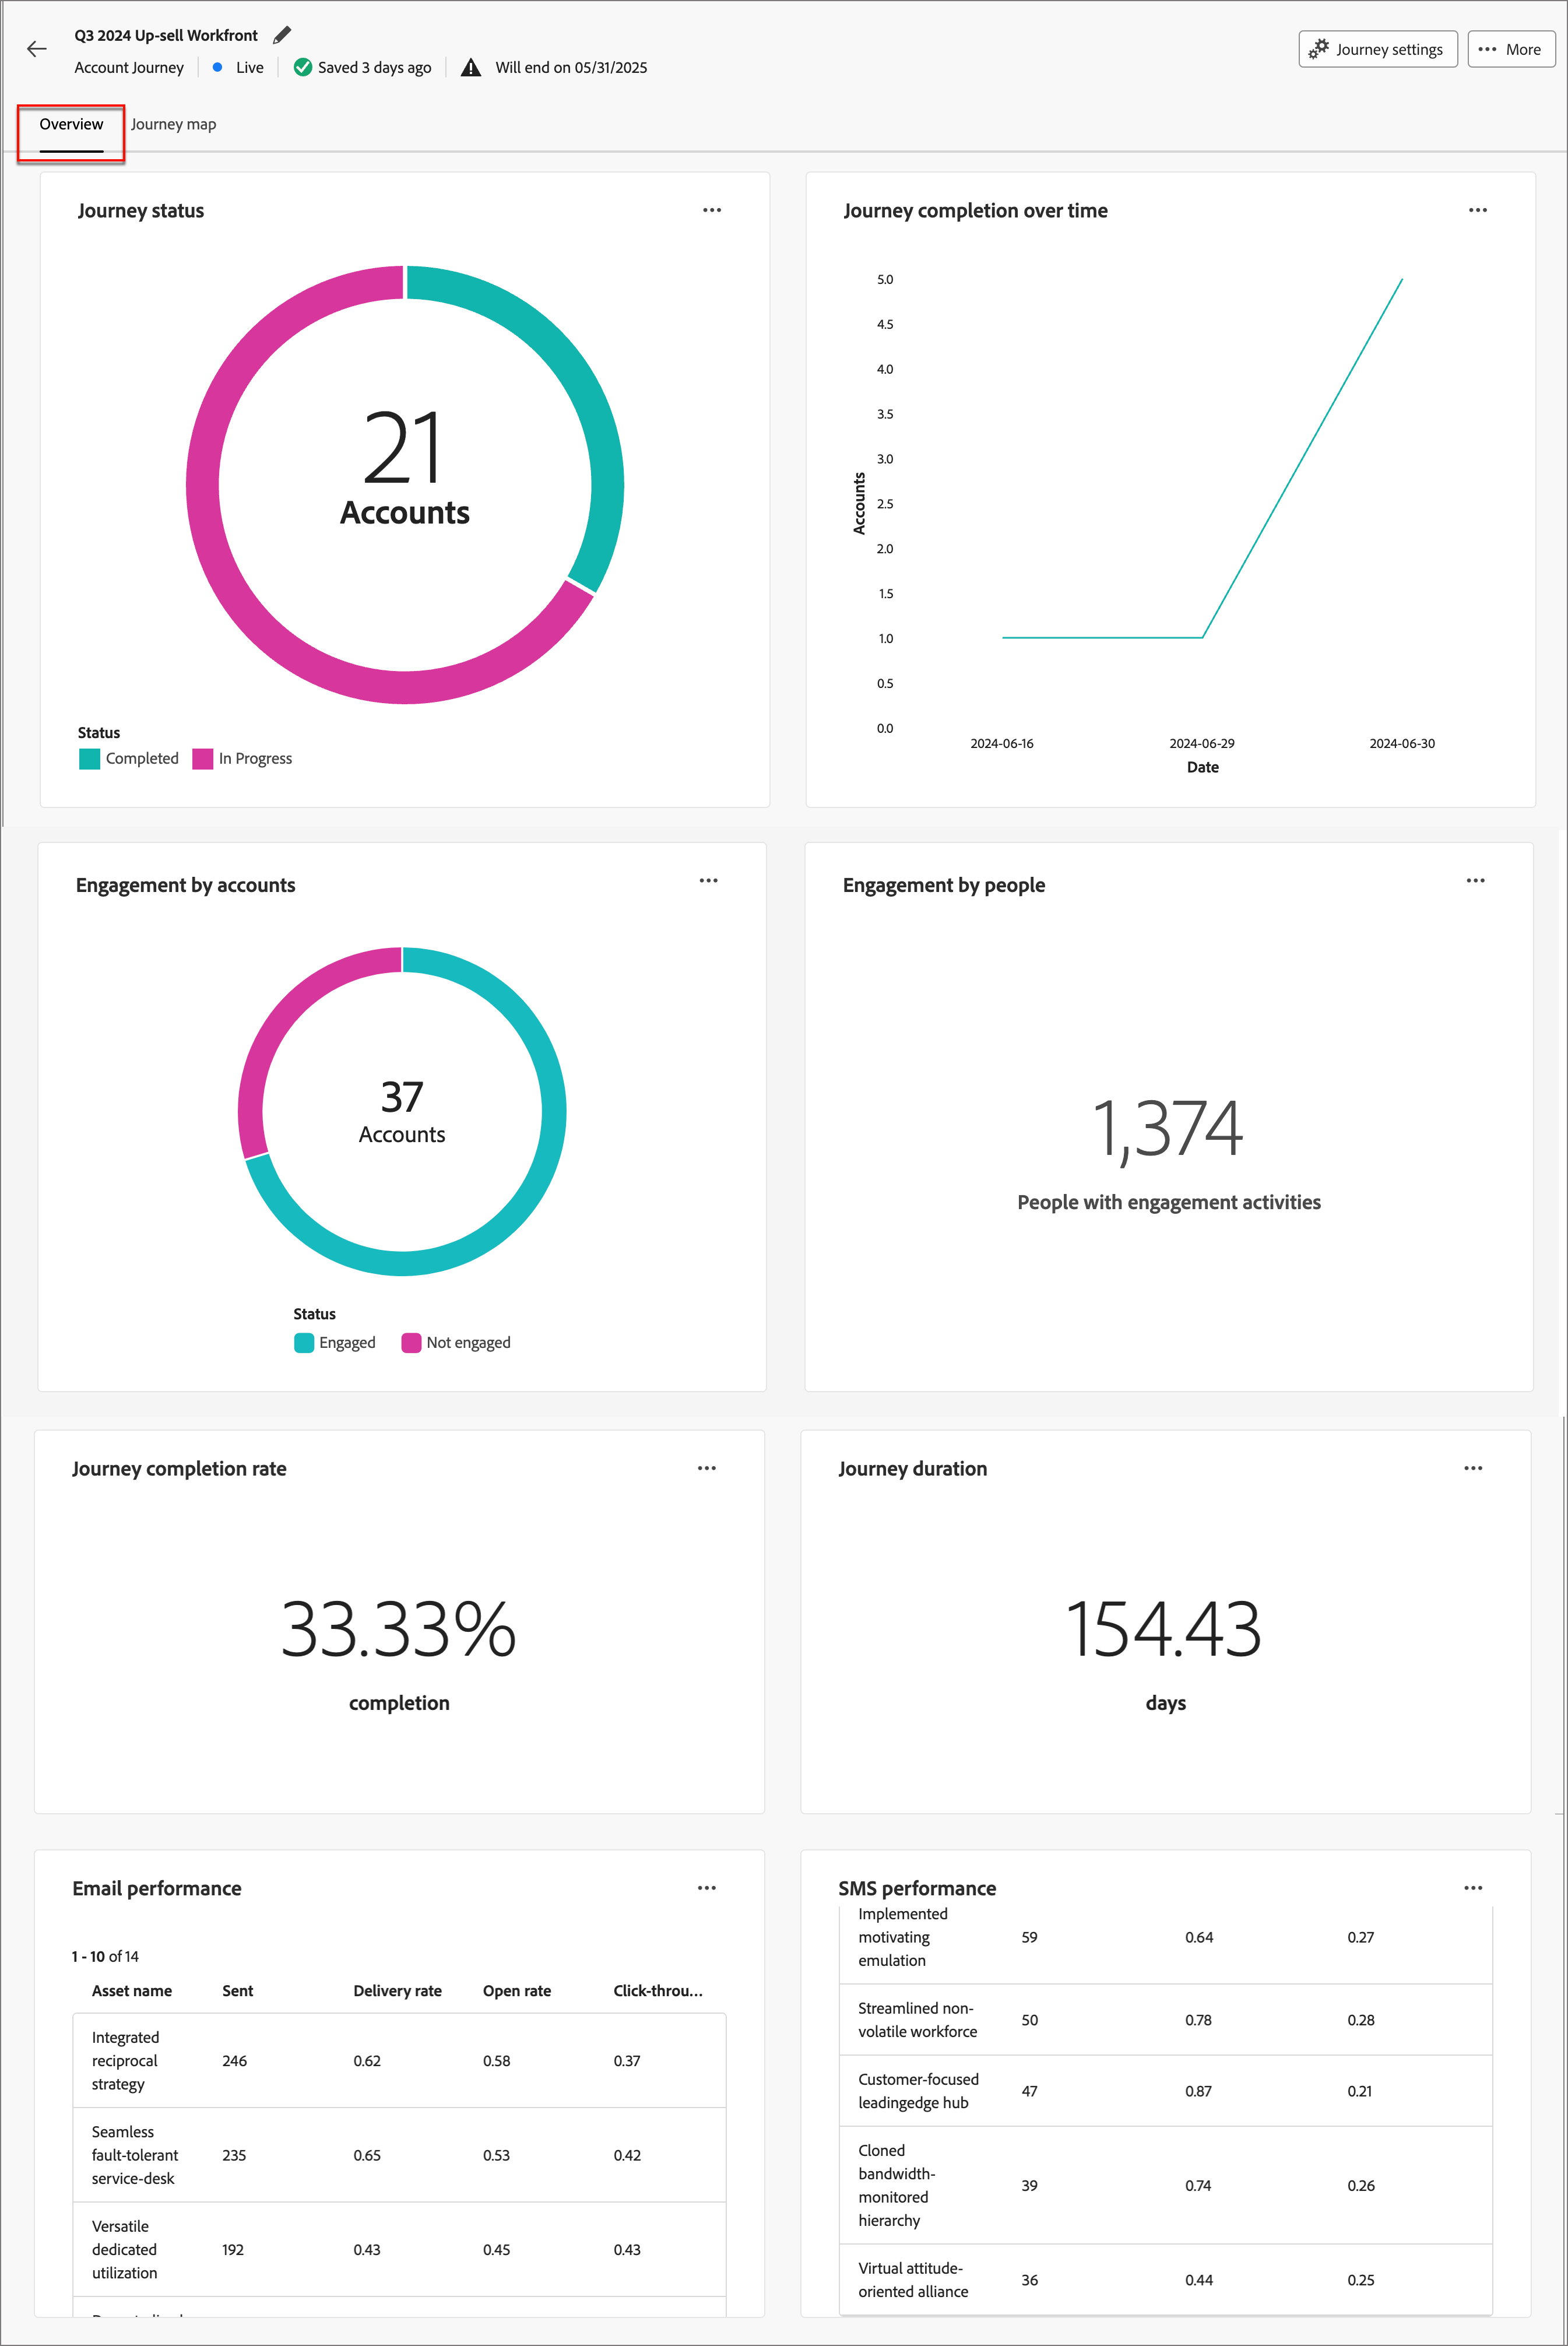 Q3 2024 Up-sell Workfront
Account Journey
Live
Saved 3 days ago
Will end on 05/31/2025
Journey settings
More
Overview
Journey map
Journey status
21
Accounts
Status
Completed
In Progress
Journey completion over time
5.0
4.5
4.0
3.5
3.0
2.5
2.0
1.5
1.0
0.5
0.0
Accounts
2024-06-16
2024-06-29
2024-06-30
Date
Engagement by accounts
37
Accounts
Status
Engaged
Not engaged
Engagement by people
1,374
People with engagement activities
Journey completion rate
33.33%
completion
Journey duration
154.43
days
Email performance
1 - 10 of 14
Asset name Sent Delivery rate Open rate Click-throu...
Integrated
reciprocal
strategy
246 0.62 0.58 0.37
Seamless
fault-tolerant
service-desk
235 0.65 0.53 0.42
Versatile
dedicated
utilization
192 0.43 0.45 0.43
SMS performance
Implemented
motivating
emulation
59 0.64 0.27
Streamlined non-
volatile workforce
50 0.78 0.28
Customer-focused
leadingedge hub
47 0.87 0.21
Cloned
bandwidth-
monitored
hierarchy
39 0.74 0.26
Virtual attitude-
oriented alliance
36 0.44 0.25